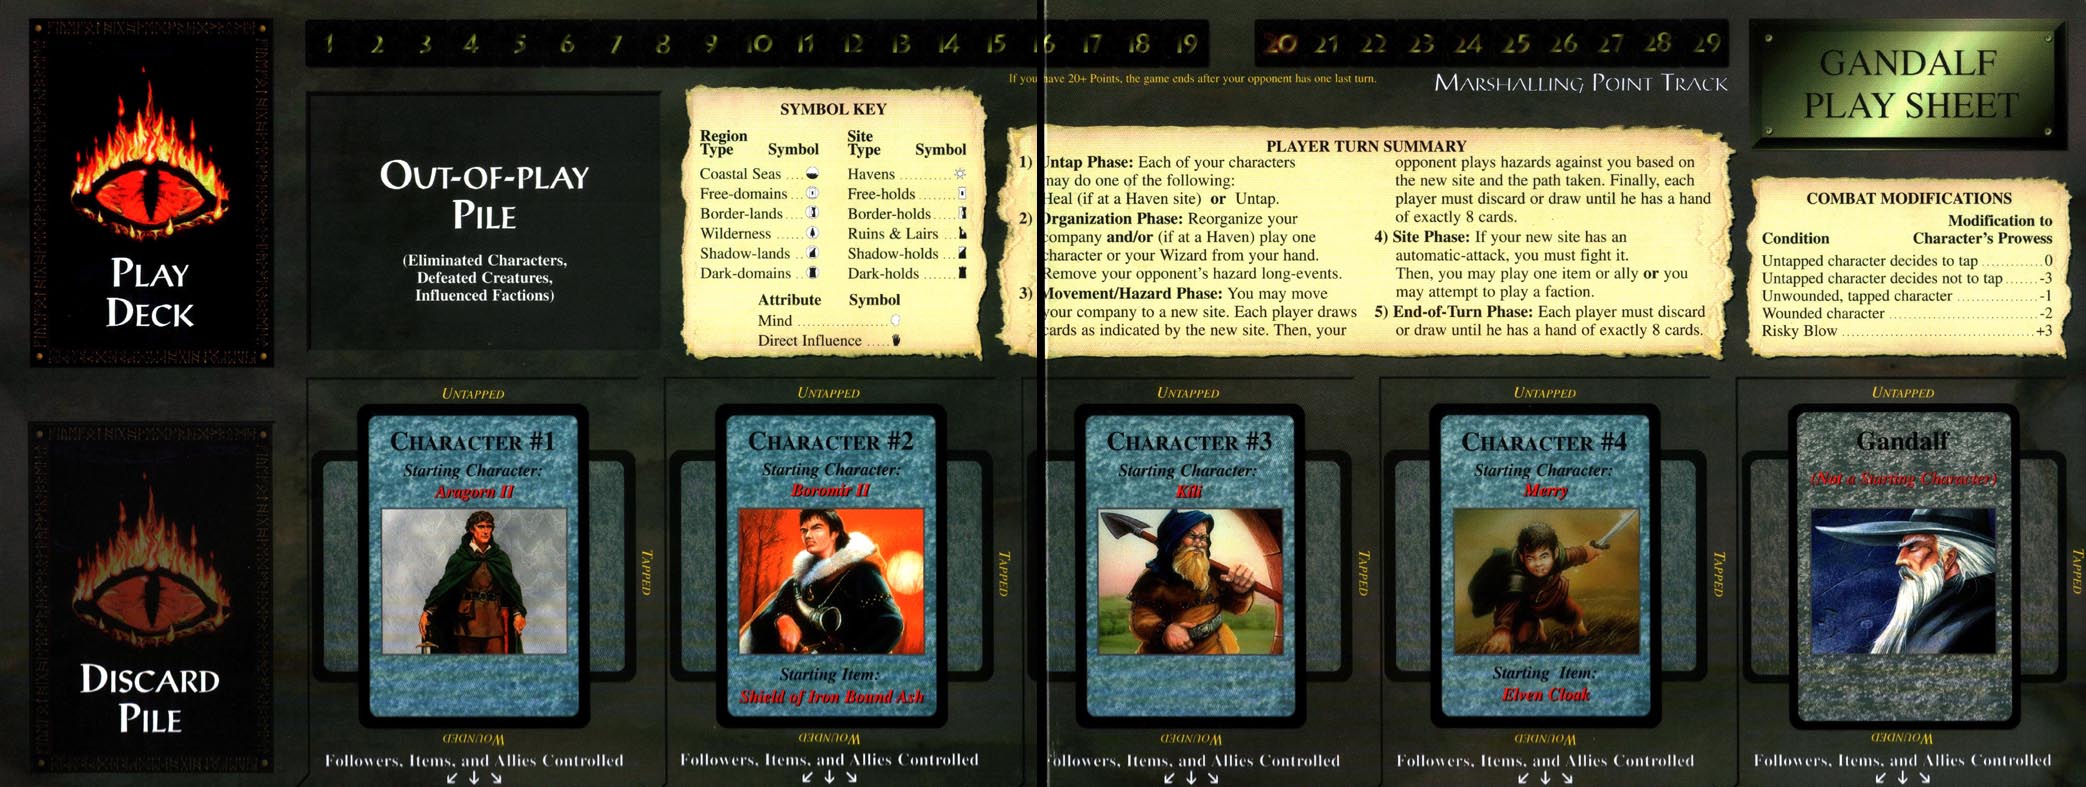 1 2 3 4 5 6 7 8 9 10 11 12 13 14 15 16 17 18 19 20 21 22 23 24 25 26 27 28 29
If you have 20+ Points, the game ends after your opponent has one last turn.
MARSHALLING POINT TRACK
GANDALF
PLAY SHEET
PLAY
DECK
OUT-OF-PLAY
PILE
(Eliminated Characters,
Defeated Creatures,
Influenced Factions)
SYMBOL KEY
Region Site
Type Symbol Type Symbol
Coastal Seas ... Havens ...........
Free-domains ... Free-holds .......
Border-lands .... Border-holds .....
Wilderness ...... Ruins & Lairs ..
Shadow-lands .. Shadow-holds ...
Dark-domains .. Dark-holds ......
Attribute Symbol
Mind ......................
Direct Influence .....
PLAYER TURN SUMMARY
1) Untap Phase: Each of your characters
may do one of the following:
Heal (if at a Haven site) or Untap.
2) Organization Phase: Reorganize your
company and/or (if at a Haven) play one
character or your Wizard from your hand.
Remove your opponent's hazard long-events.
3) Movement/Hazard Phase: You may move
your company to a new site. Each player draws
cards as indicated by the new site. Then, your
opponent plays hazards against you based on
the new site and the path taken. Finally, each
player must discard or draw until he has a hand
of exactly 8 cards.
4) Site Phase: If your new site has an
automatic-attack, you must fight it.
Then, you may play one item or ally or you
may attempt to play a faction.
5) End-of-Turn Phase: Each player must discard
or draw until he has a hand of exactly 8 cards.
COMBAT MODIFICATIONS
Modification to
Condition Character's Prowess
Untapped character decides to tap ............0
Untapped character decides not to tap .......-3
Unwounded, tapped character ..................-1
Wounded character ...............................-2
Risky Blow ........................................+3
DISCARD
PILE
UNTAPPED
CHARACTER #1
Starting Character:
Aragorn II
TAPPED
WOUNDED
Followers, Items, and Allies Controlled
UNTAPPED
CHARACTER #2
Starting Character:
Boromir II
Starting Item:
Shield of Iron Bound Ash
TAPPED
WOUNDED
Followers, Items, and Allies Controlled
UNTAPPED
CHARACTER #3
Starting Character:
Kíli
TAPPED
WOUNDED
Followers, Items, and Allies Controlled
UNTAPPED
CHARACTER #4
Starting Character:
Merry
Starting Item:
Elven Cloak
TAPPED
WOUNDED
Followers, Items, and Allies Controlled
UNTAPPED
Gandalf
(Not a Starting Character)
TAPPED
WOUNDED
Followers, Items, and Allies Controlled